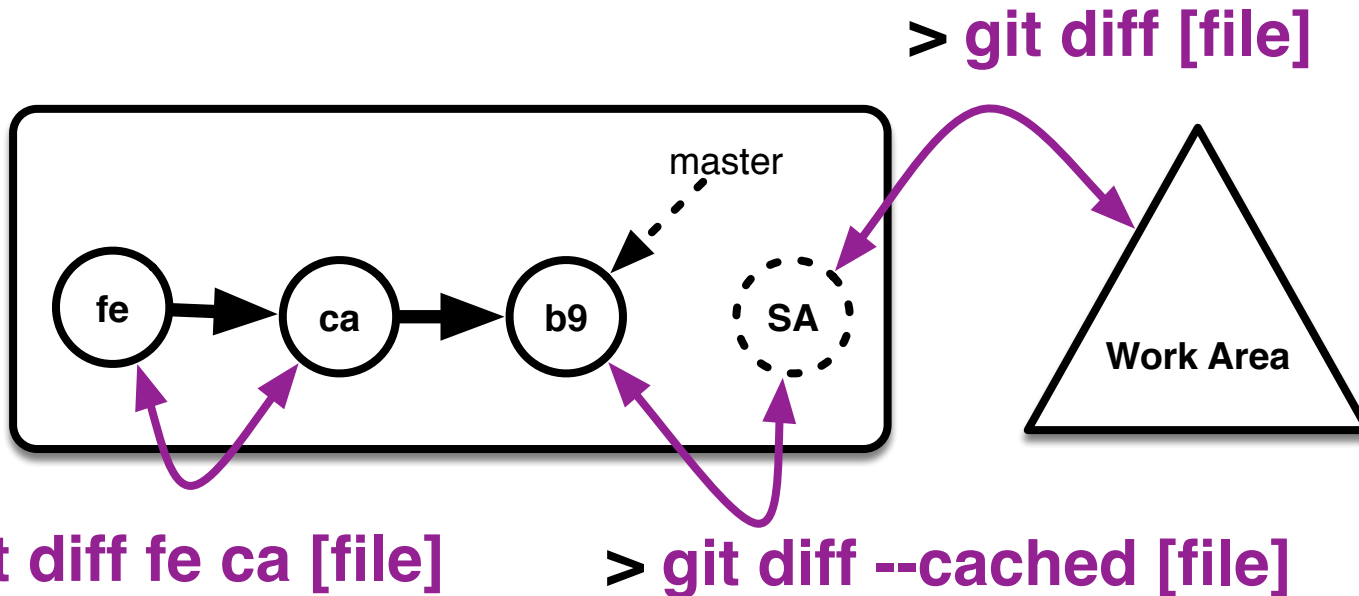 > git diff [file]
master
fe
ca
b9
SA
Work Area
t diff fe ca [file]
> git diff --cached [file]